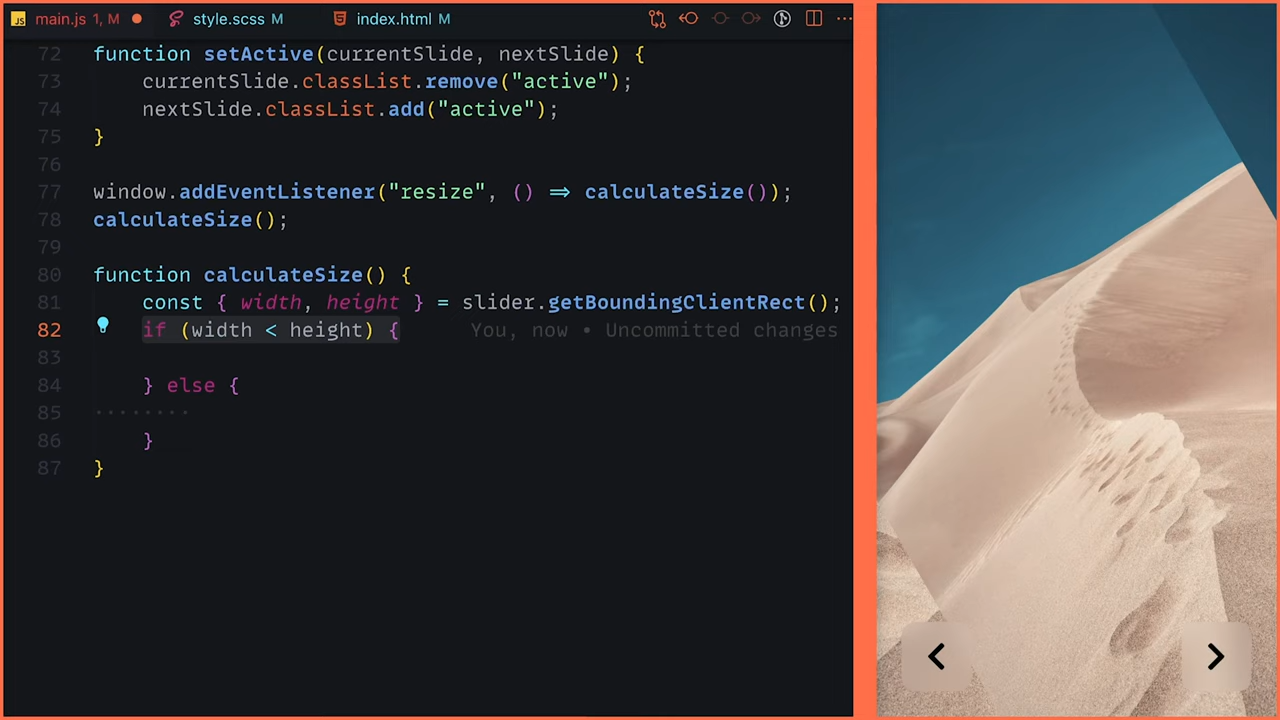 main.js 1, M
style.scss M
index.html M
72 function setActive(currentSlide, nextSlide) {
73 currentSlide.classList.remove("active");
74 nextSlide.classList.add("active");
75 }
76
77 window.addEventListener("resize", () ⇒ calculateSize());
78 calculateSize();
79
80 function calculateSize() {
81 const { width, height } = slider.getBoundingClientRect();
82 if (width < height) { You, now • Uncommitted changes
83
84 } else {
85
86 }
87 }